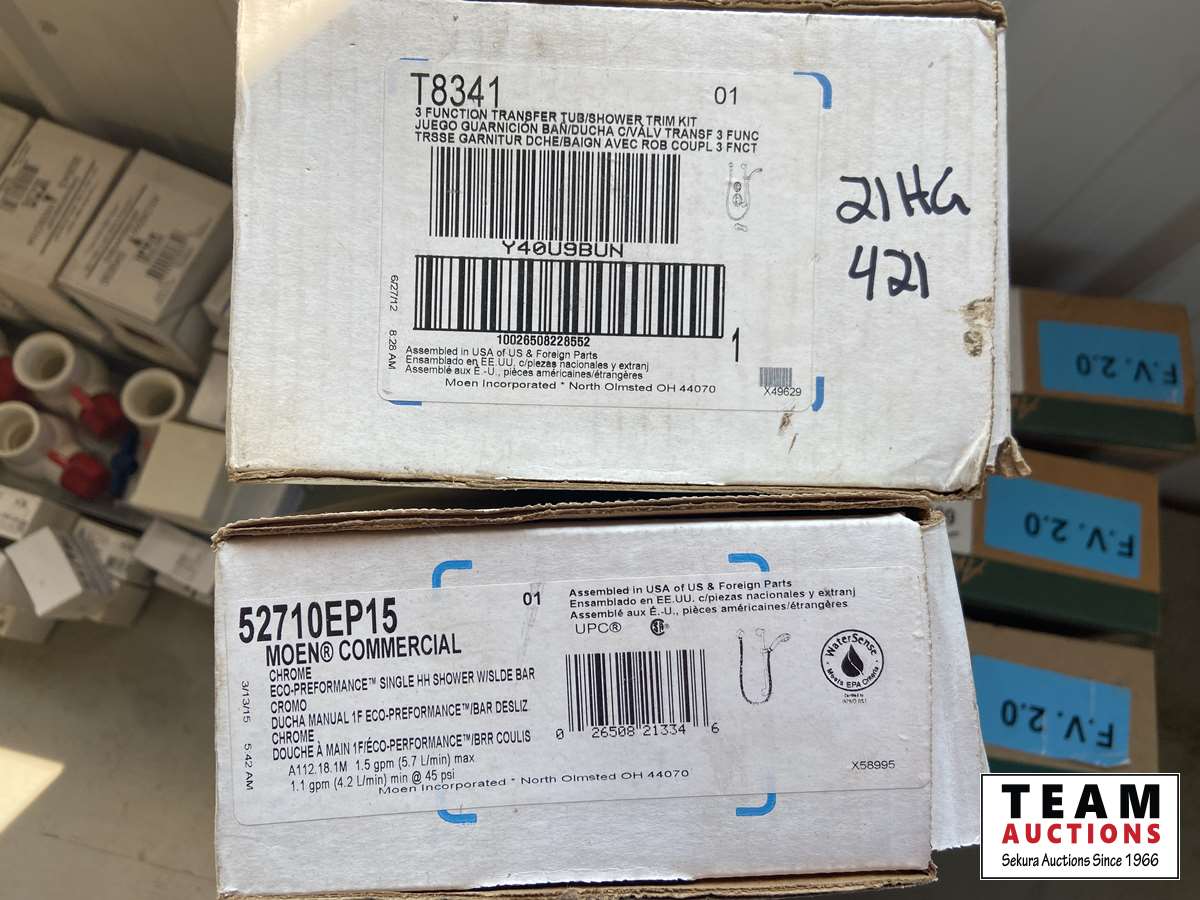 T8341
01
3 FUNCTION TRANSFER TUB/SHOWER TRIM KIT
JUEGO GUARNICIÓN BAÑ/DUCHA C/VALV TRANSF 3 FUNC
TRSSE GARNITUR DCHE/BAIGN AVEC ROB COUPL 3 FNCT
Y40U9BUN
10026508228552
1
6/27/12 8:28 AM
Assembled in USA of US & Foreign Parts
Ensamblado en EE.UU. c/piezas nacionales y extranj
Assemblé aux É.-U., pièces américaines/étrangères
Moen Incorporated * North Olmsted OH 44070
X49629
21HG
421
F.V. 2.0
F.V. 2.0
F.V. 2.0
52710EP15
01
MOEN® COMMERCIAL
CHROME
ECO-PREFORMANCE™ SINGLE HH SHOWER W/SLDE BAR
CROMO
DUCHA MANUAL 1F ECO-PREFORMANCE™/BAR DESLIZ
CHROME
DOUCHE À MAIN 1F/ÉCO-PERFORMANCE™/BRR COULIS
A112.18.1M 1.5 gpm (5.7 L/min) max
1.1 gpm (4.2 L/min) min @ 45 psi
Moen Incorporated * North Olmsted OH 44070
3/13/15 5:42 AM
Assembled in USA of US & Foreign Parts
Ensamblado en EE.UU. c/piezas nacionales y extranj
Assemblé aux É.-U., pièces américaines/étrangères
UPC®
0 26508 21334 6
WaterSense
Meets EPA Criteria
X58995
TEAM
AUCTIONS
Sekura Auctions Since 1966